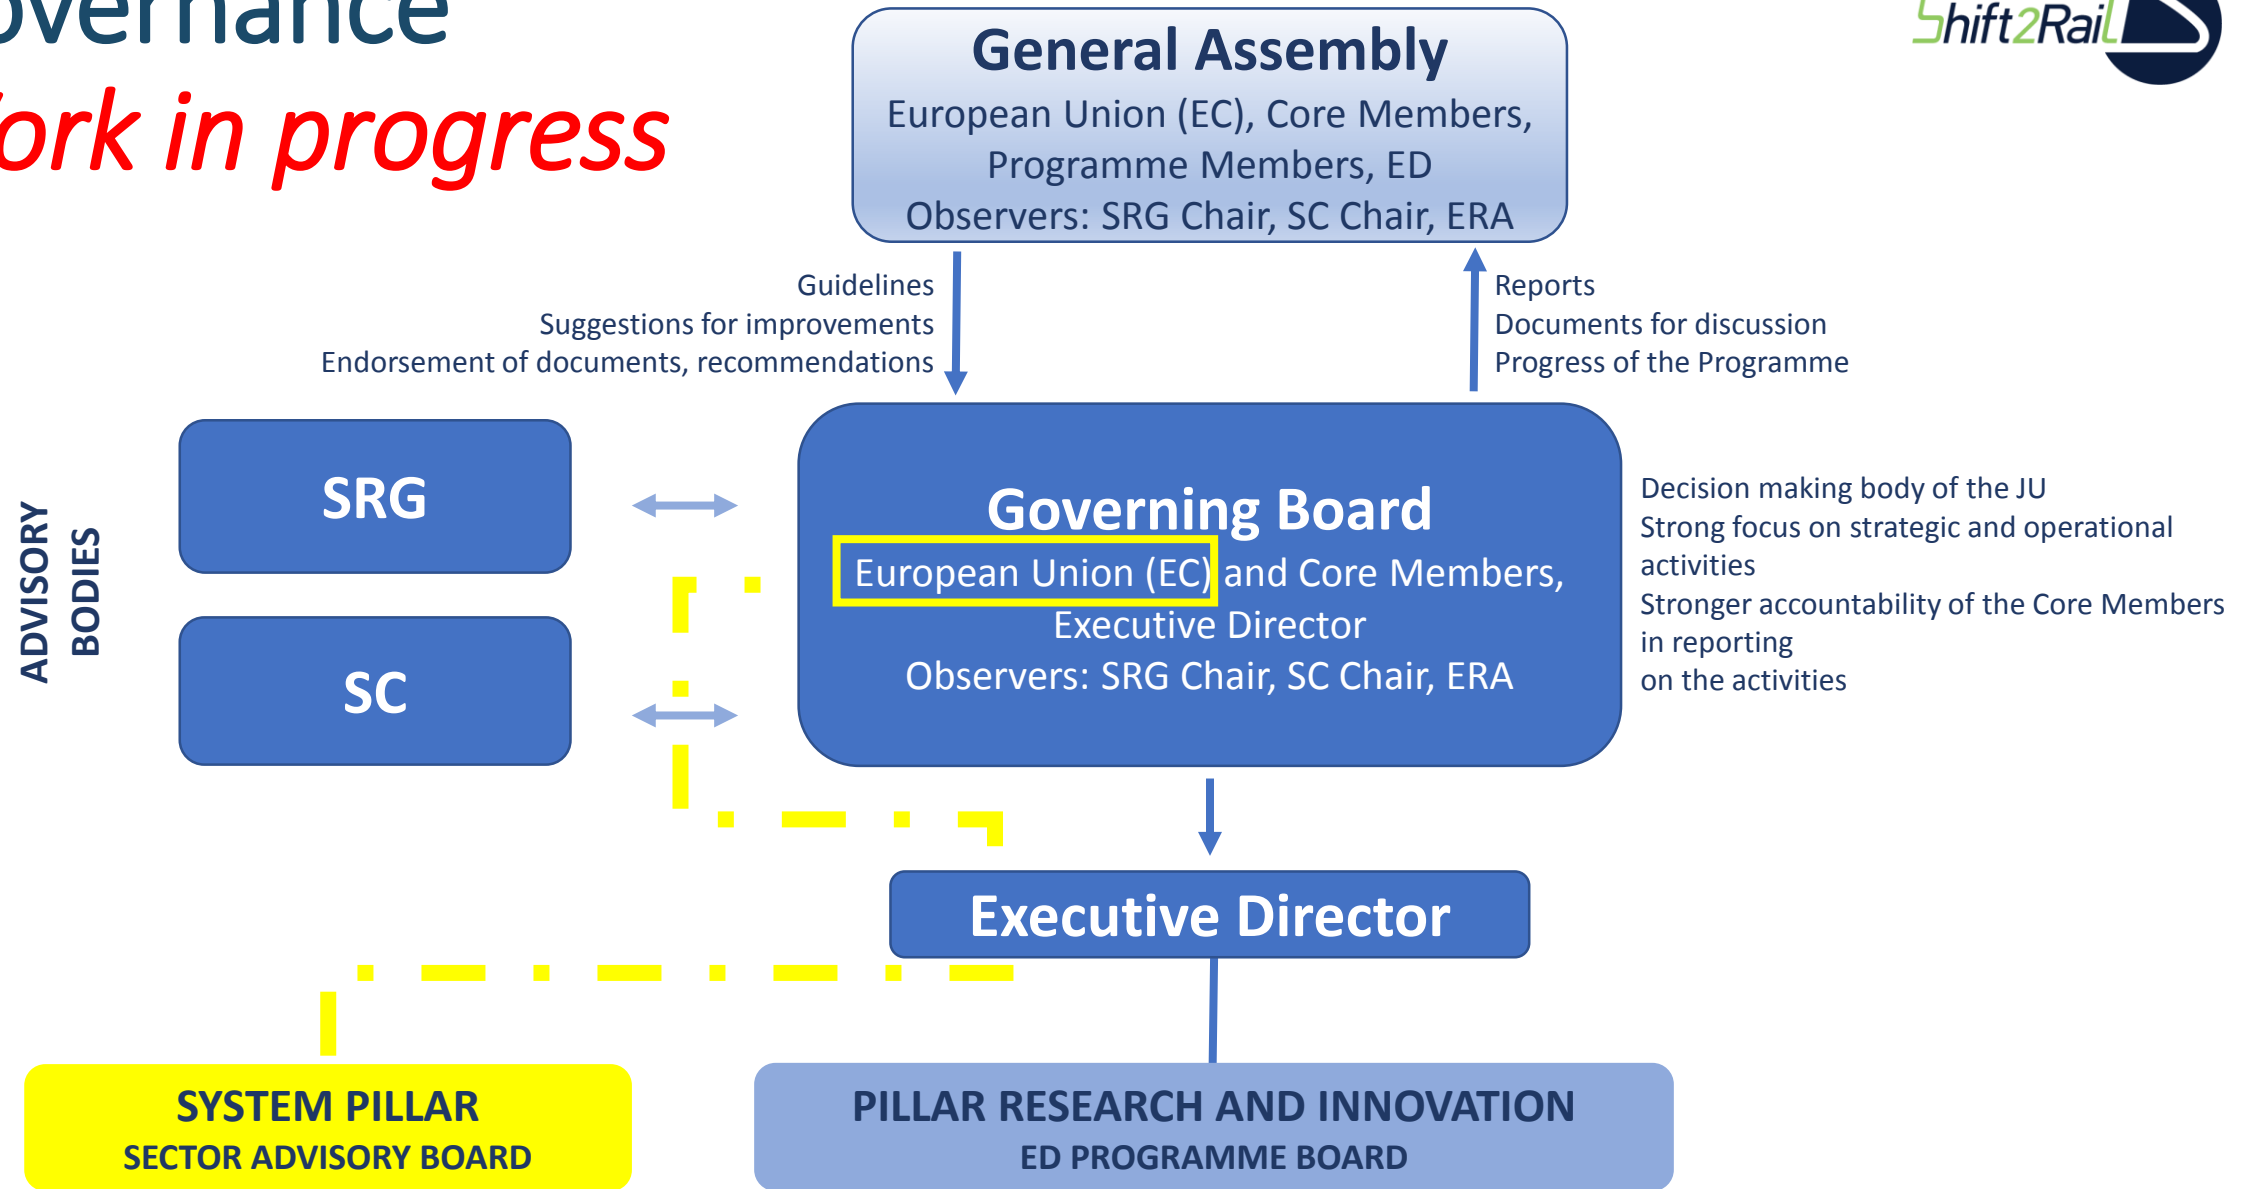 overnance
ork in progress
Shift2Rail
General Assembly
European Union (EC), Core Members,
Programme Members, ED
Observers: SRG Chair, SC Chair, ERA
Guidelines
Suggestions for improvements
Endorsement of documents, recommendations
Reports
Documents for discussion
Progress of the Programme
ADVISORY
BODIES
SRG
SC
Governing Board
European Union (EC) and Core Members,
Executive Director
Observers: SRG Chair, SC Chair, ERA
Decision making body of the JU
Strong focus on strategic and operational
activities
Stronger accountability of the Core Members
in reporting
on the activities
Executive Director
SYSTEM PILLAR
SECTOR ADVISORY BOARD
PILLAR RESEARCH AND INNOVATION
ED PROGRAMME BOARD